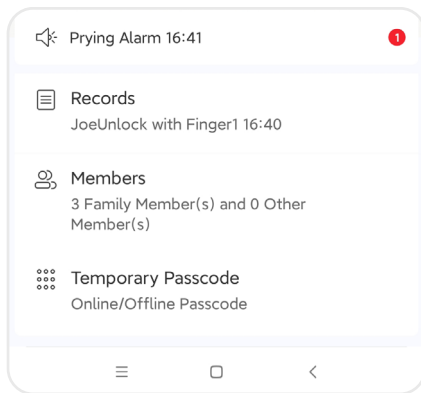 Prying Alarm 16:41 1
Records
JoeUnlock with Finger1 16:40
Members
3 Family Member(s) and 0 Other
Member(s)
Temporary Passcode
Online/Offline Passcode